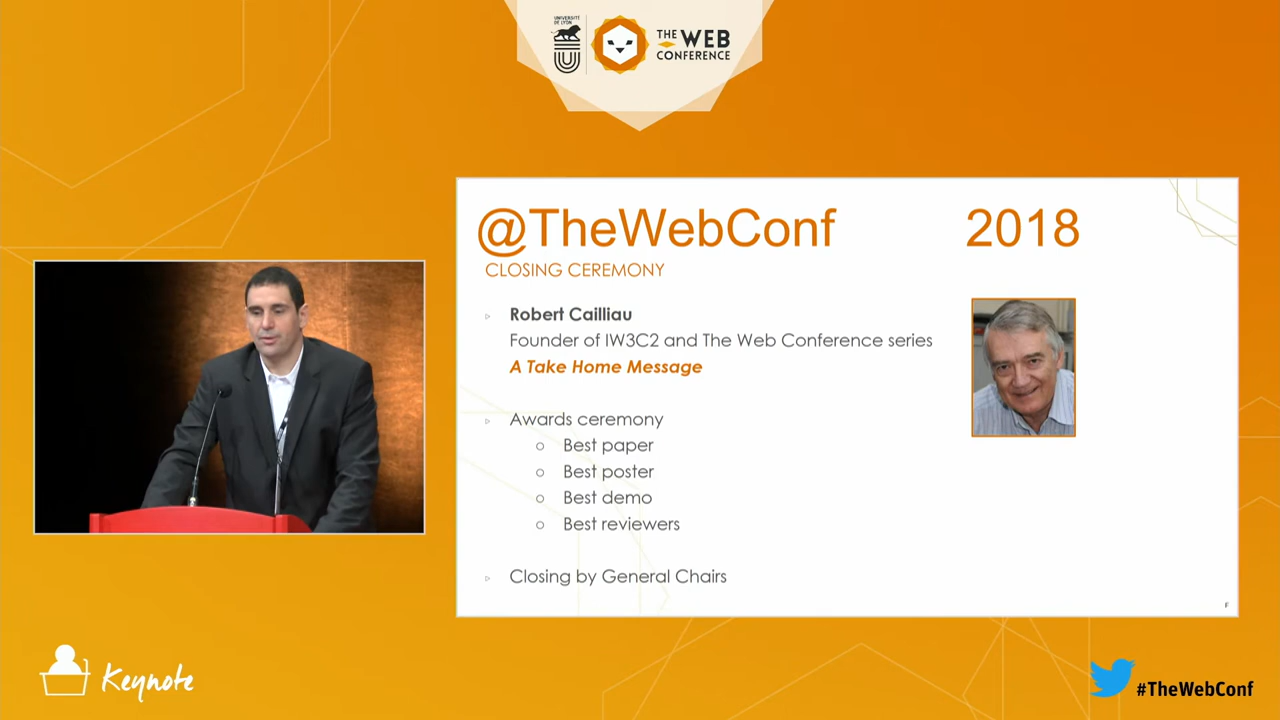 UNIVERSITÉ
DE LYON
THE WEB
CONFERENCE
@TheWebConf 2018
CLOSING CEREMONY
Robert Cailliau
Founder of IW3C2 and The Web Conference series
A Take Home Message
Awards ceremony
Best paper
Best poster
Best demo
Best reviewers
Closing by General Chairs
F
Keynote
#TheWebConf